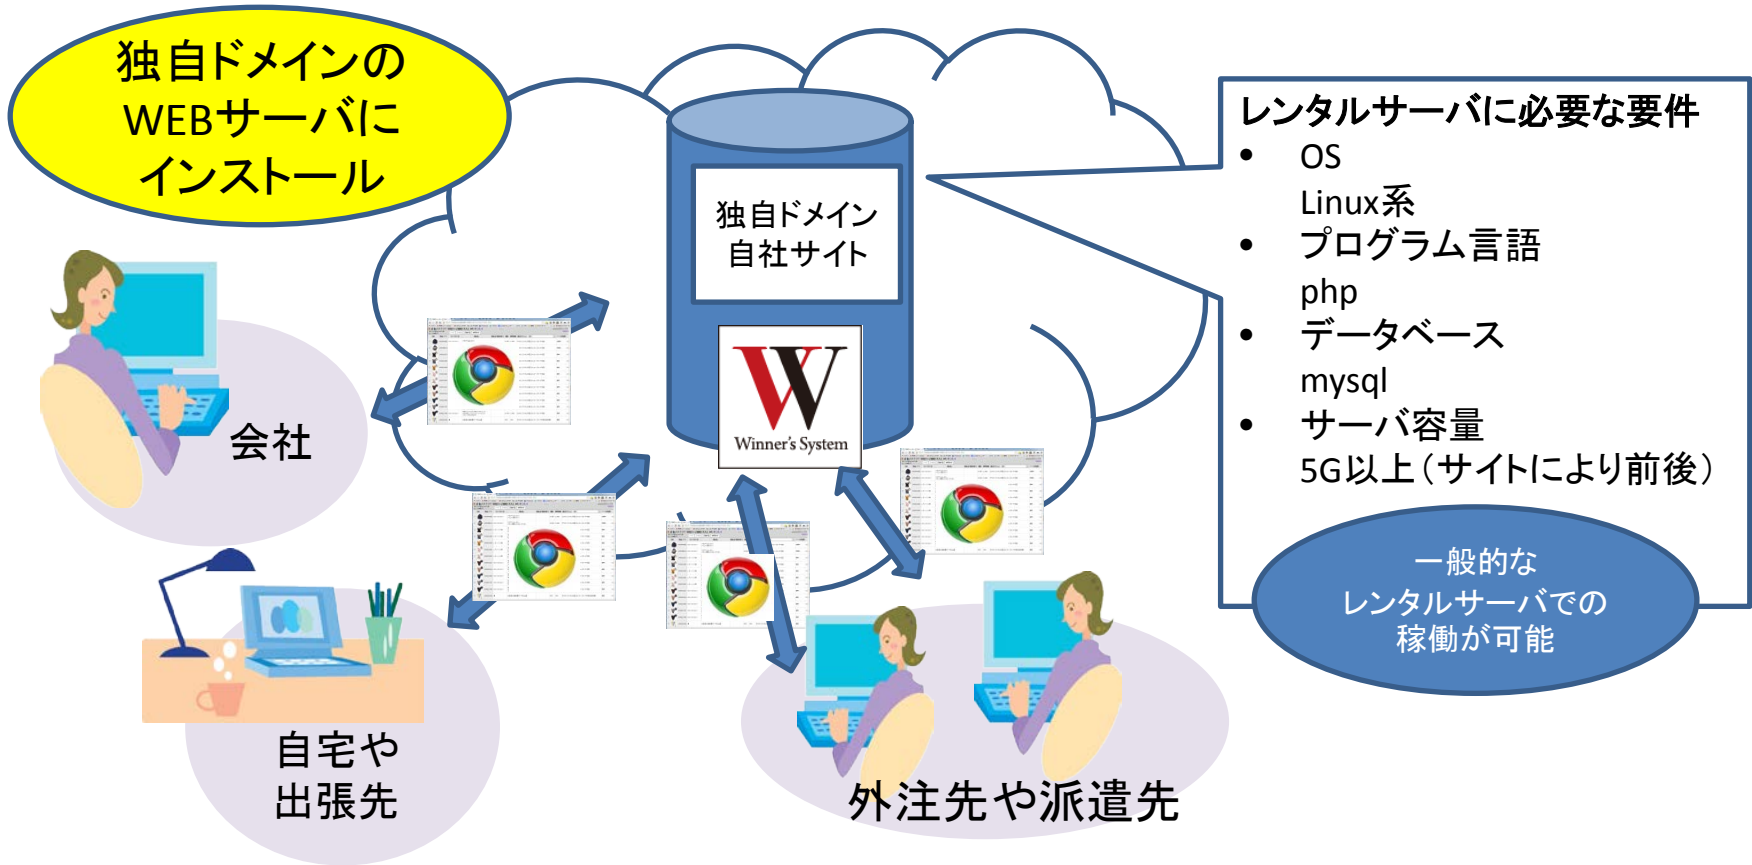 独自ドメインの
WEBサーバに
インストール
独自ドメイン
自社サイト
Winner's System
レンタルサーバに必要な要件
• OS
Linux系
• プログラム言語
php
• データベース
mysql
• サーバ容量
5G以上（サイトにより前後）
一般的な
レンタルサーバでの
稼働が可能
会社
自宅や
出張先
外注先や派遣先